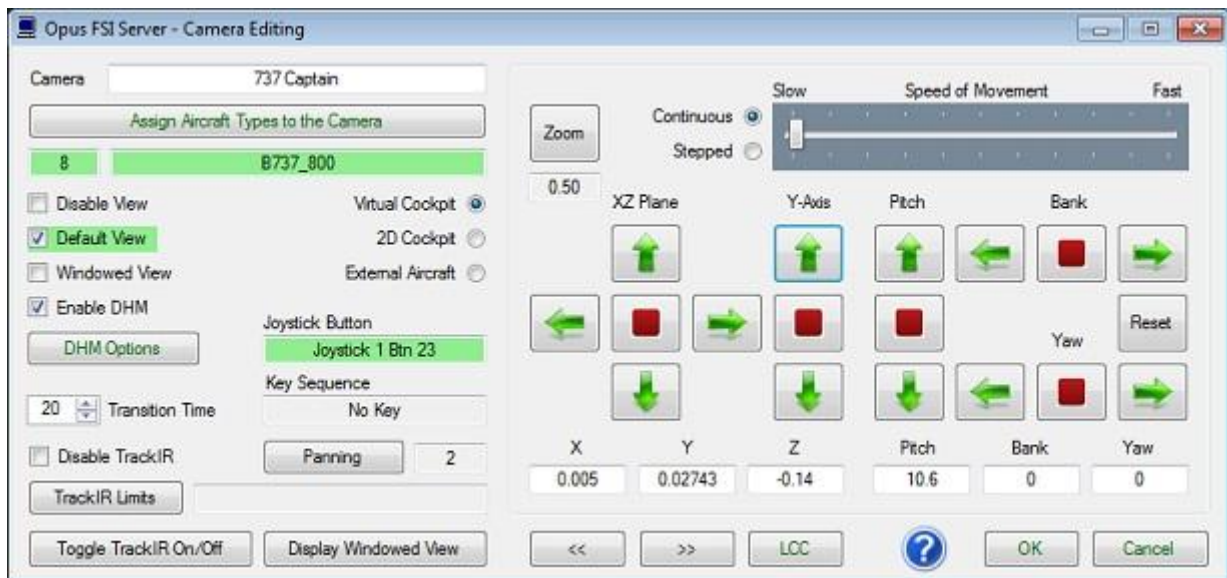 Opus FSI Server - Camera Editing
Camera
737 Captain
Assign Aircraft Types to the Camera
8
B737_800
Disable View
Virtual Cockpit
Default View
2D Cockpit
Windowed View
External Aircraft
Enable DHM
Joystick Button
DHM Options
Joystick 1 Btn 23
Key Sequence
20
Transition Time
No Key
Disable TrackIR
Panning
2
TrackIR Limits
Toggle TrackIR On/Off
Display Windowed View
Slow
Speed of Movement
Fast
Zoom
Continuous
Stepped
0.50
XZ Plane
Y-Axis
Pitch
Bank
Reset
Yaw
X
Y
Z
Pitch
Bank
Yaw
0.005
0.02743
-0.14
10.6
0
0
<<
>>
LCC
?
OK
Cancel